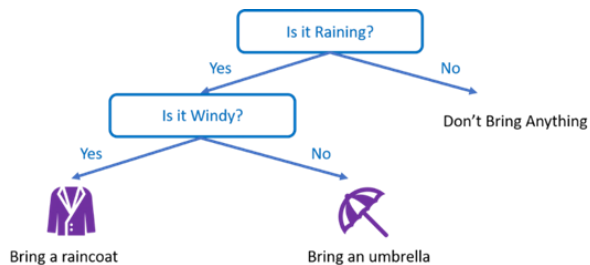 Is it Raining?
Yes
No
Is it Windy?
Don't Bring Anything
Yes
No
Bring a raincoat
Bring an umbrella